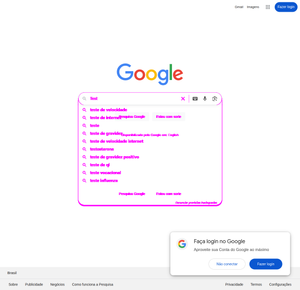 Gmail Imagens Fazer login
Google
Test
teste de velocidade
teste de internet
Pesquisa Google Estou com sorte
teste
teste de gravidez
teste de velocidade internet
testosterona
teste de gravidez positivo
teste de qi
teste vocacional
teste influenza
Pesquisa Google Estou com sorte
Denunciar previsões inadequadas
Faça login no Google
Aproveite sua Conta do Google ao máximo
Não conectar Fazer login
Brasil
Sobre Publicidade Negócios Como funciona a Pesquisa Privacidade Termos Configurações